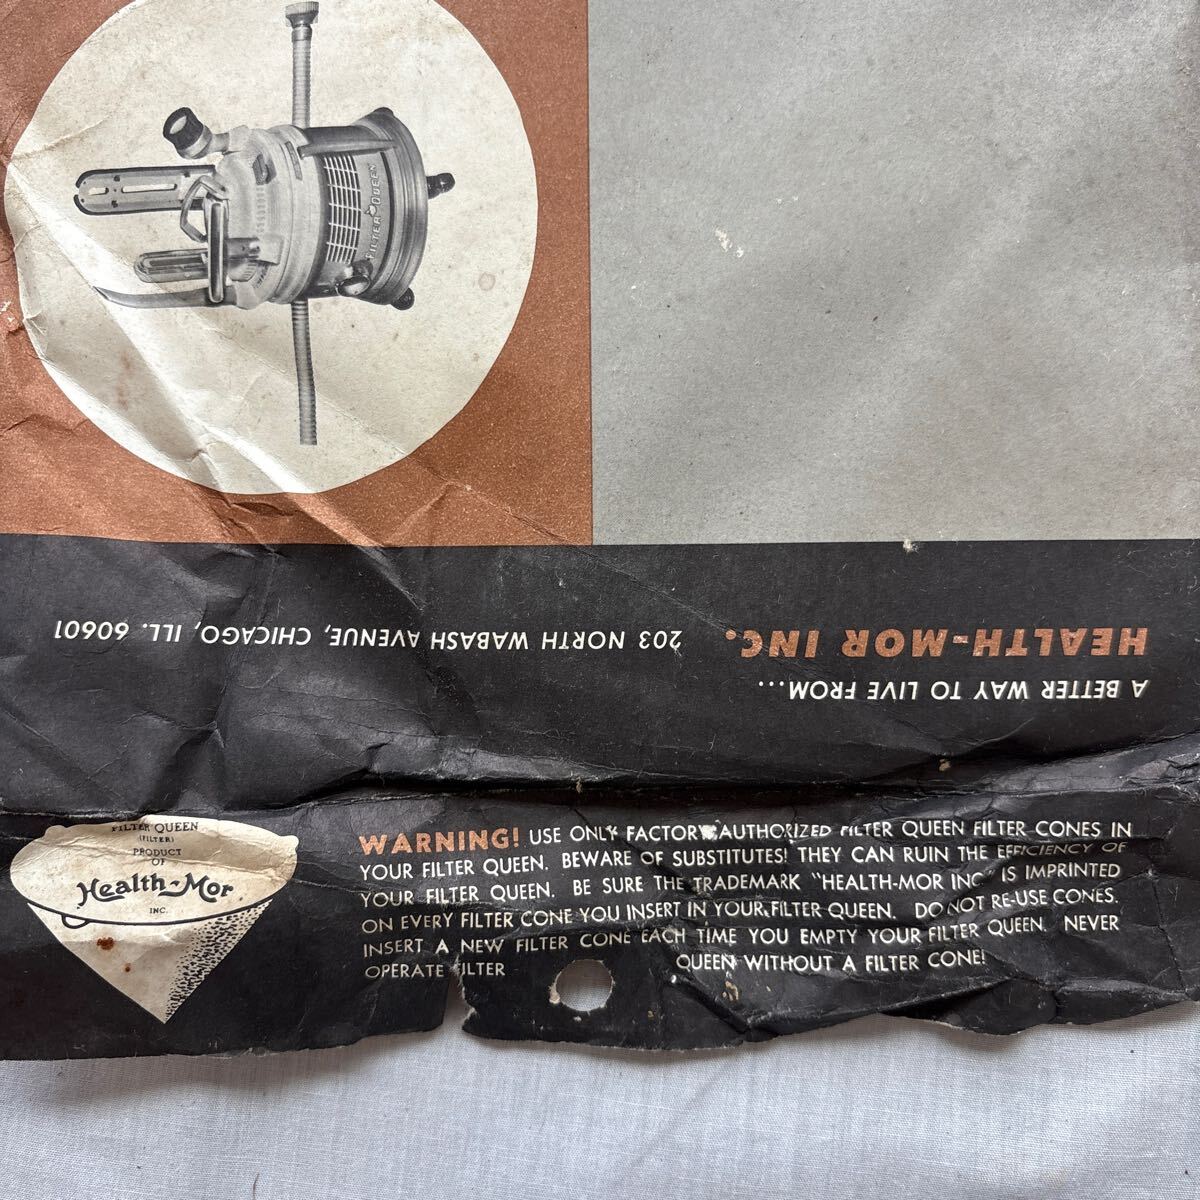 FILTER QUEEN
A BETTER WAY TO LIVE FROM...
HEALTH-MOR INC. 203 NORTH WABASH AVENUE, CHICAGO, ILL. 60601
FILTER QUEEN
(FILTER)
PRODUCT
OF
Health-Mor
INC.
WARNING! USE ONLY FACTORY AUTHORIZED FILTER QUEEN FILTER CONES IN
YOUR FILTER QUEEN. BEWARE OF SUBSTITUTES! THEY CAN RUIN THE EFFICIENCY OF
YOUR FILTER QUEEN. BE SURE THE TRADEMARK "HEALTH-MOR INC" IS IMPRINTED
ON EVERY FILTER CONE YOU INSERT IN YOUR FILTER QUEEN. DO NOT RE-USE CONES.
INSERT A NEW FILTER CONE EACH TIME YOU EMPTY YOUR FILTER QUEEN. NEVER
OPERATE FILTER QUEEN WITHOUT A FILTER CONE!